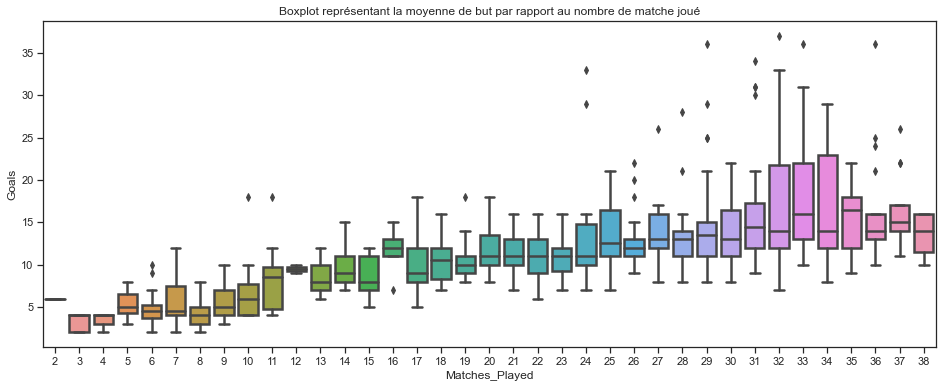 Boxplot représentant la moyenne de but par rapport au nombre de matche joué
35
30
25
20
15
10
5
Goals
2 3 4 5 6 7 8 9 10 11 12 13 14 15 16 17 18 19 20 21 22 23 24 25 26 27 28 29 30 31 32 33 34 35 36 37 38
Matches_Played